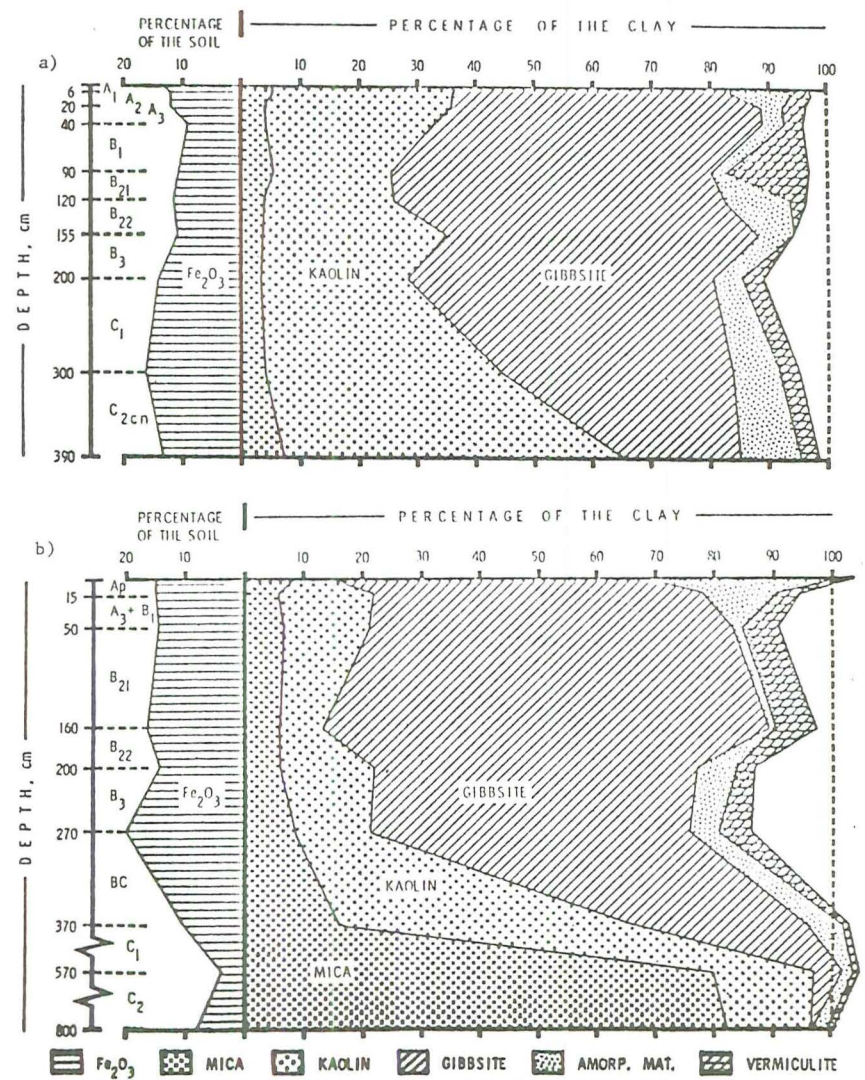 PERCENTAGE OF THE SOIL
PERCENTAGE OF THE CLAY
a)
20 10 0 10 20 30 40 50 60 70 80 90 100
DEPTH, cm
6 A1
20 A2 A3
40
B1
90
B21
120
B22
155
B3
200
C1
300
C2cn
390
Fe2O3
KAOLIN
GIBBSITE
PERCENTAGE OF THE SOIL
PERCENTAGE OF THE CLAY
b)
20 10 0 10 20 30 40 50 60 70 80 90 100
DEPTH, cm
Ap
15
A3 + B1
50
B21
160
B22
200
B3
270
BC
370
C1
570
C2
800
Fe2O3
GIBBSITE
KAOLIN
MICA
Fe2O3 MICA KAOLIN GIBBSITE AMORP. MAT. VERMICULITE